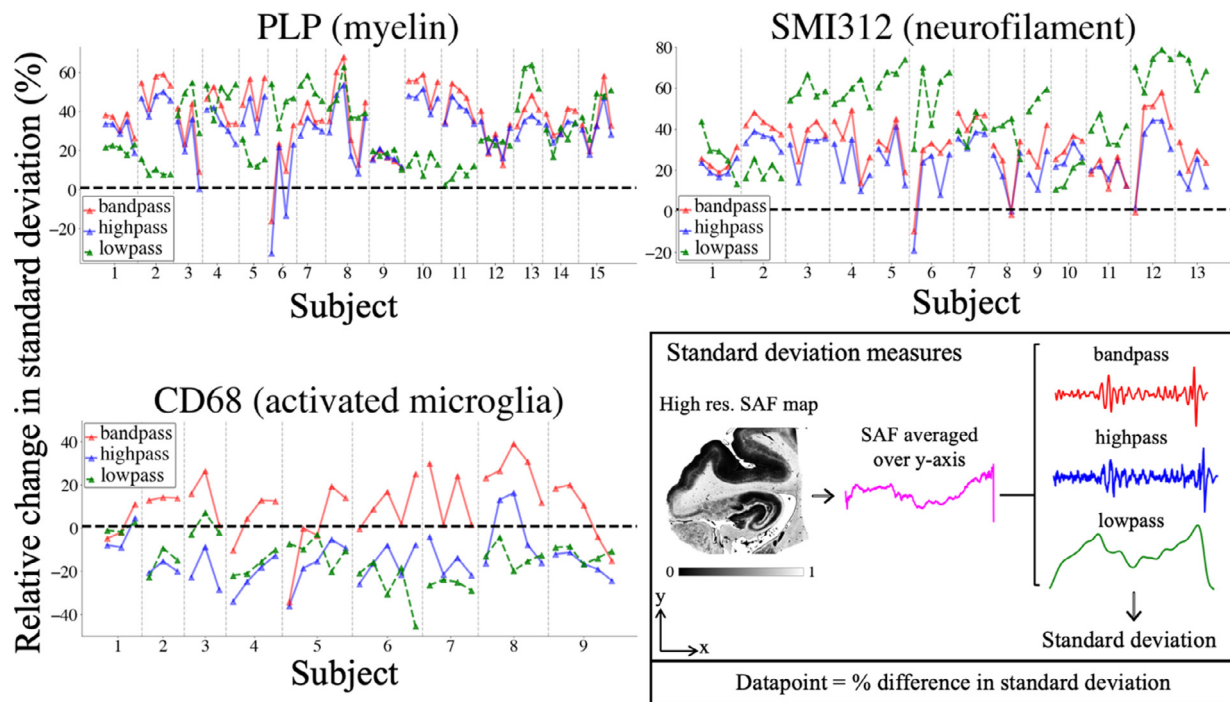 Relative change in standard deviation (%)
PLP (myelin)
60
40
20
0
−20
bandpass
highpass
lowpass
1 2 3 4 5 6 7 8 9 10 11 12 13 14 15
Subject
SMI312 (neurofilament)
80
60
40
20
0
−20
bandpass
highpass
lowpass
1 2 3 4 5 6 7 8 9 10 11 12 13
Subject
CD68 (activated microglia)
40
20
0
−20
−40
bandpass
highpass
lowpass
1 2 3 4 5 6 7 8 9
Subject
Standard deviation measures
High res. SAF map
0 1
y
x
SAF averaged
over y-axis
bandpass
highpass
lowpass
Standard deviation
Datapoint = % difference in standard deviation